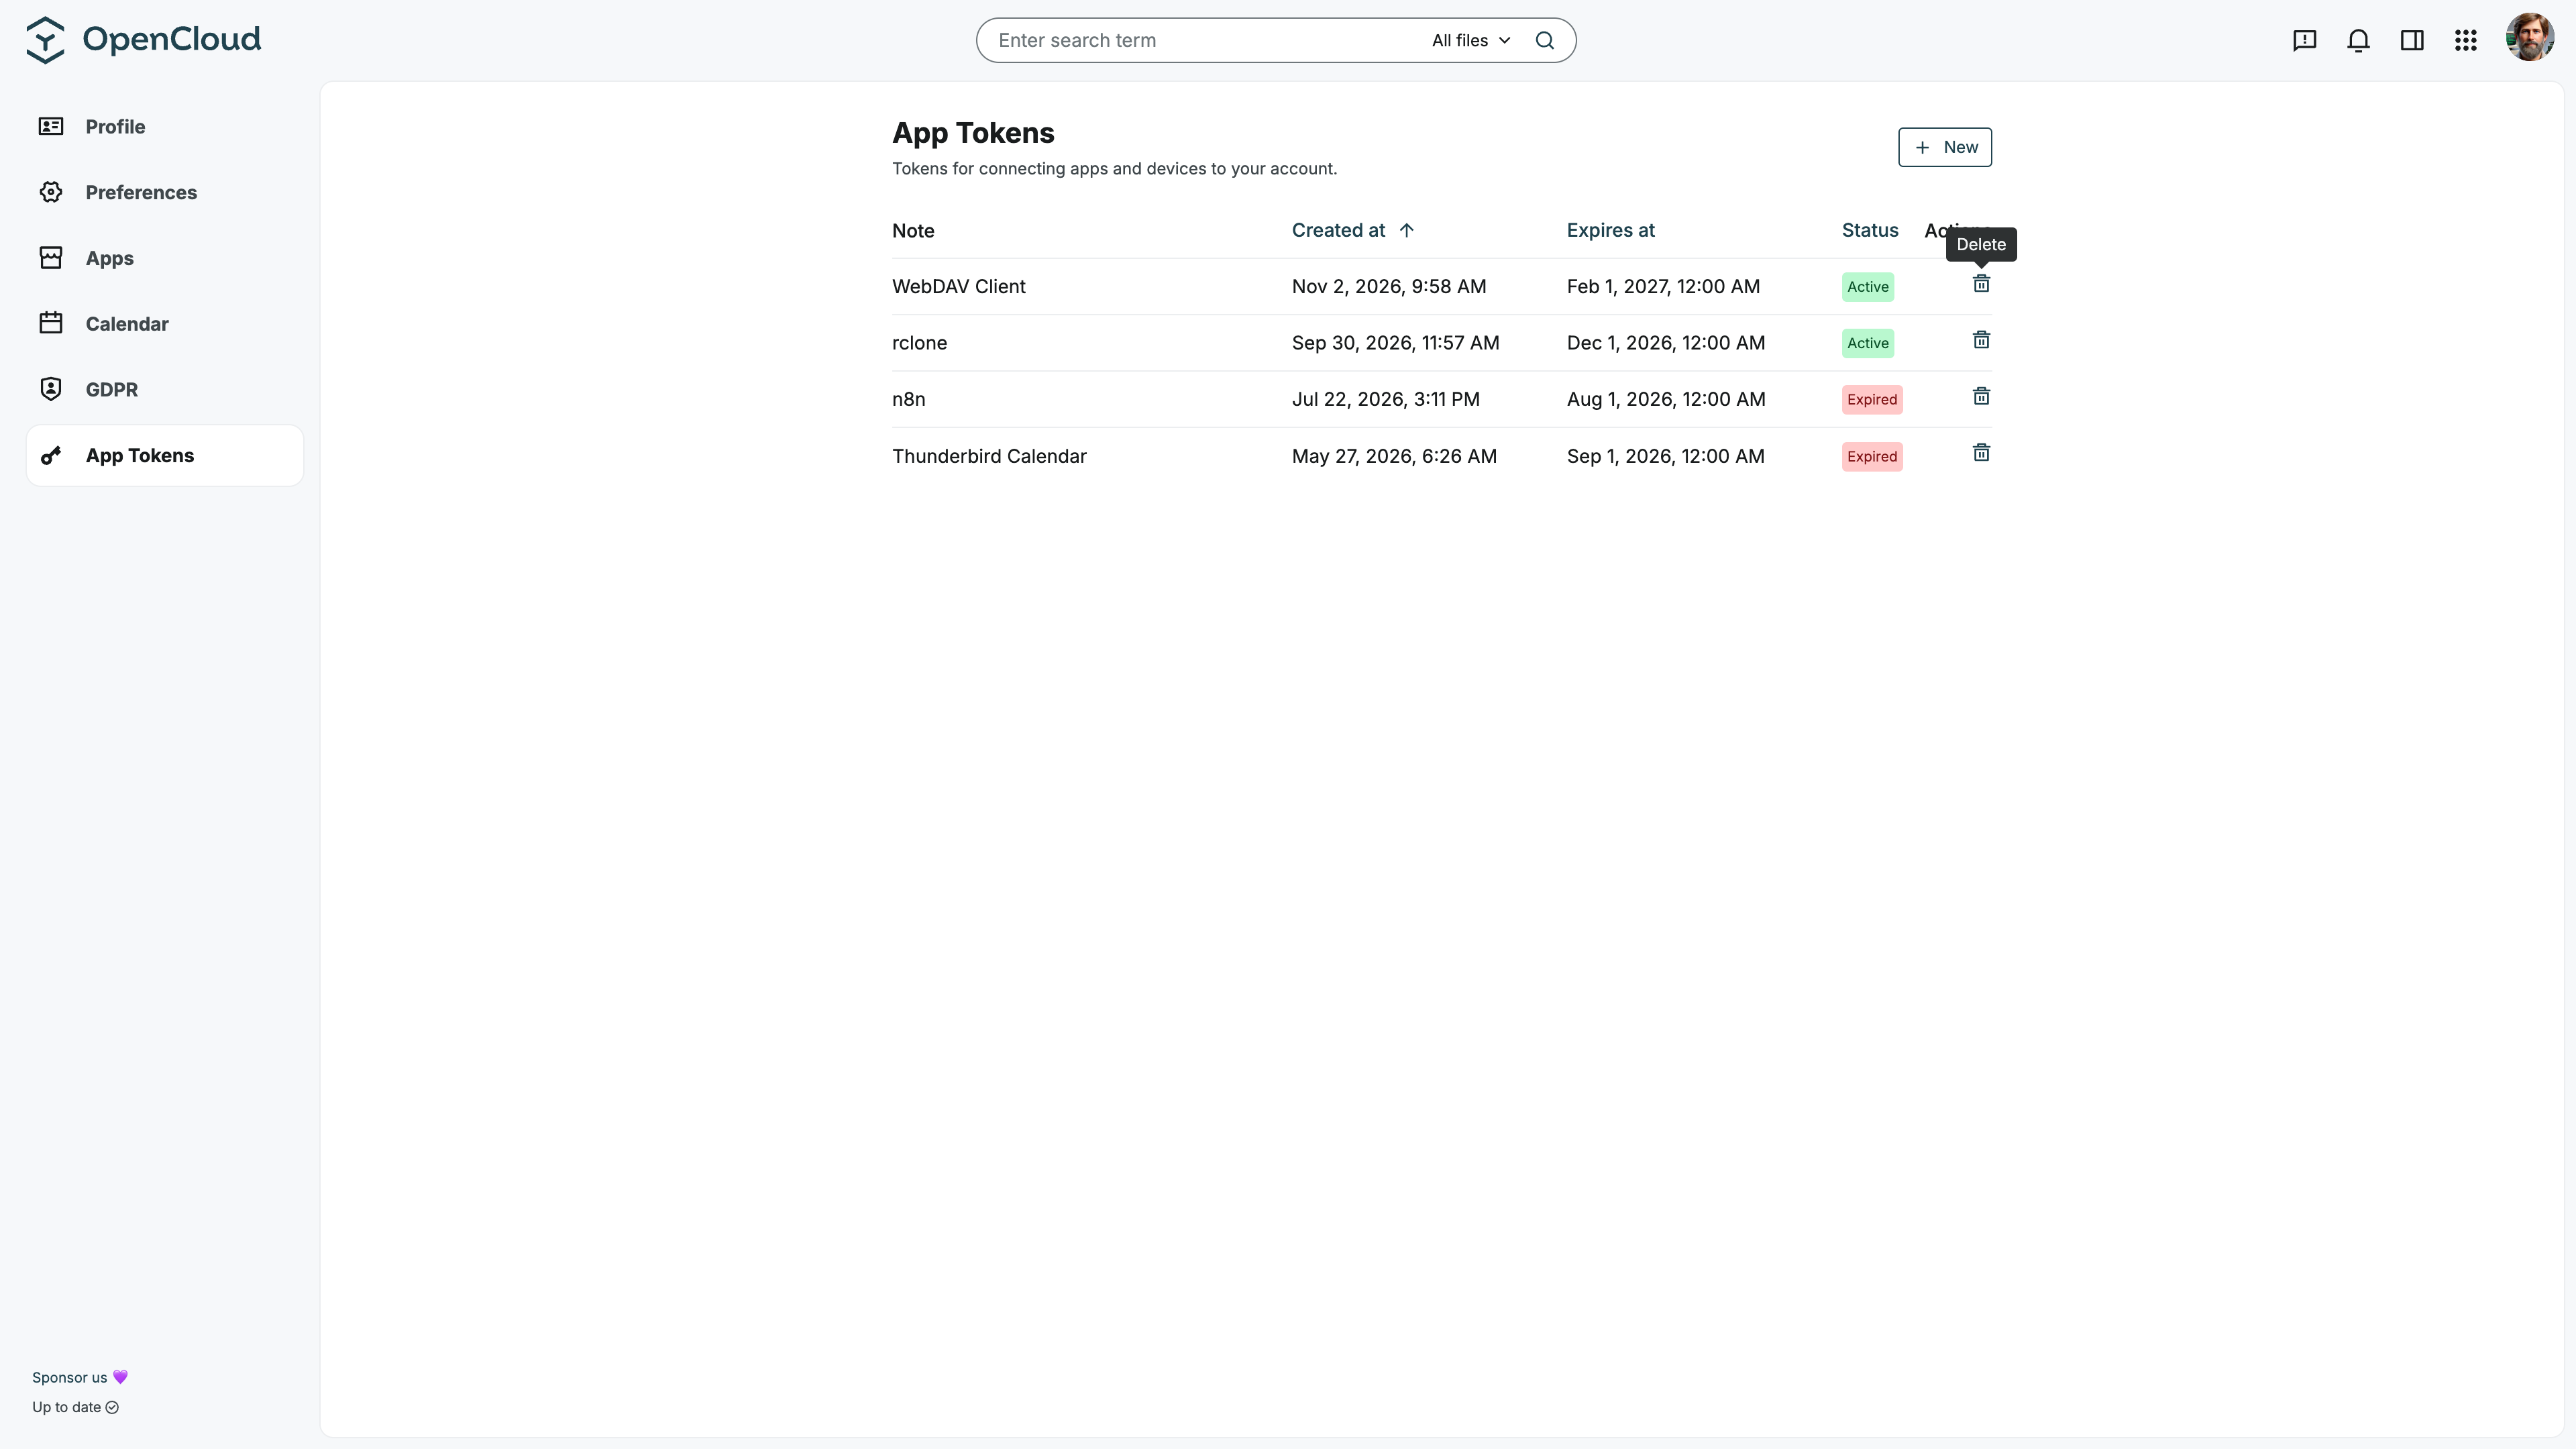 OpenCloud
Enter search term
All files
Profile
Preferences
Apps
Calendar
GDPR
App Tokens
App Tokens
Tokens for connecting apps and devices to your account.
New
Note Created at Expires at Status
Delete
WebDAV Client Nov 2, 2026, 9:58 AM Feb 1, 2027, 12:00 AM Active
rclone Sep 30, 2026, 11:57 AM Dec 1, 2026, 12:00 AM Active
n8n Jul 22, 2026, 3:11 PM Aug 1, 2026, 12:00 AM Expired
Thunderbird Calendar May 27, 2026, 6:26 AM Sep 1, 2026, 12:00 AM Expired
Sponsor us 💜
Up to date